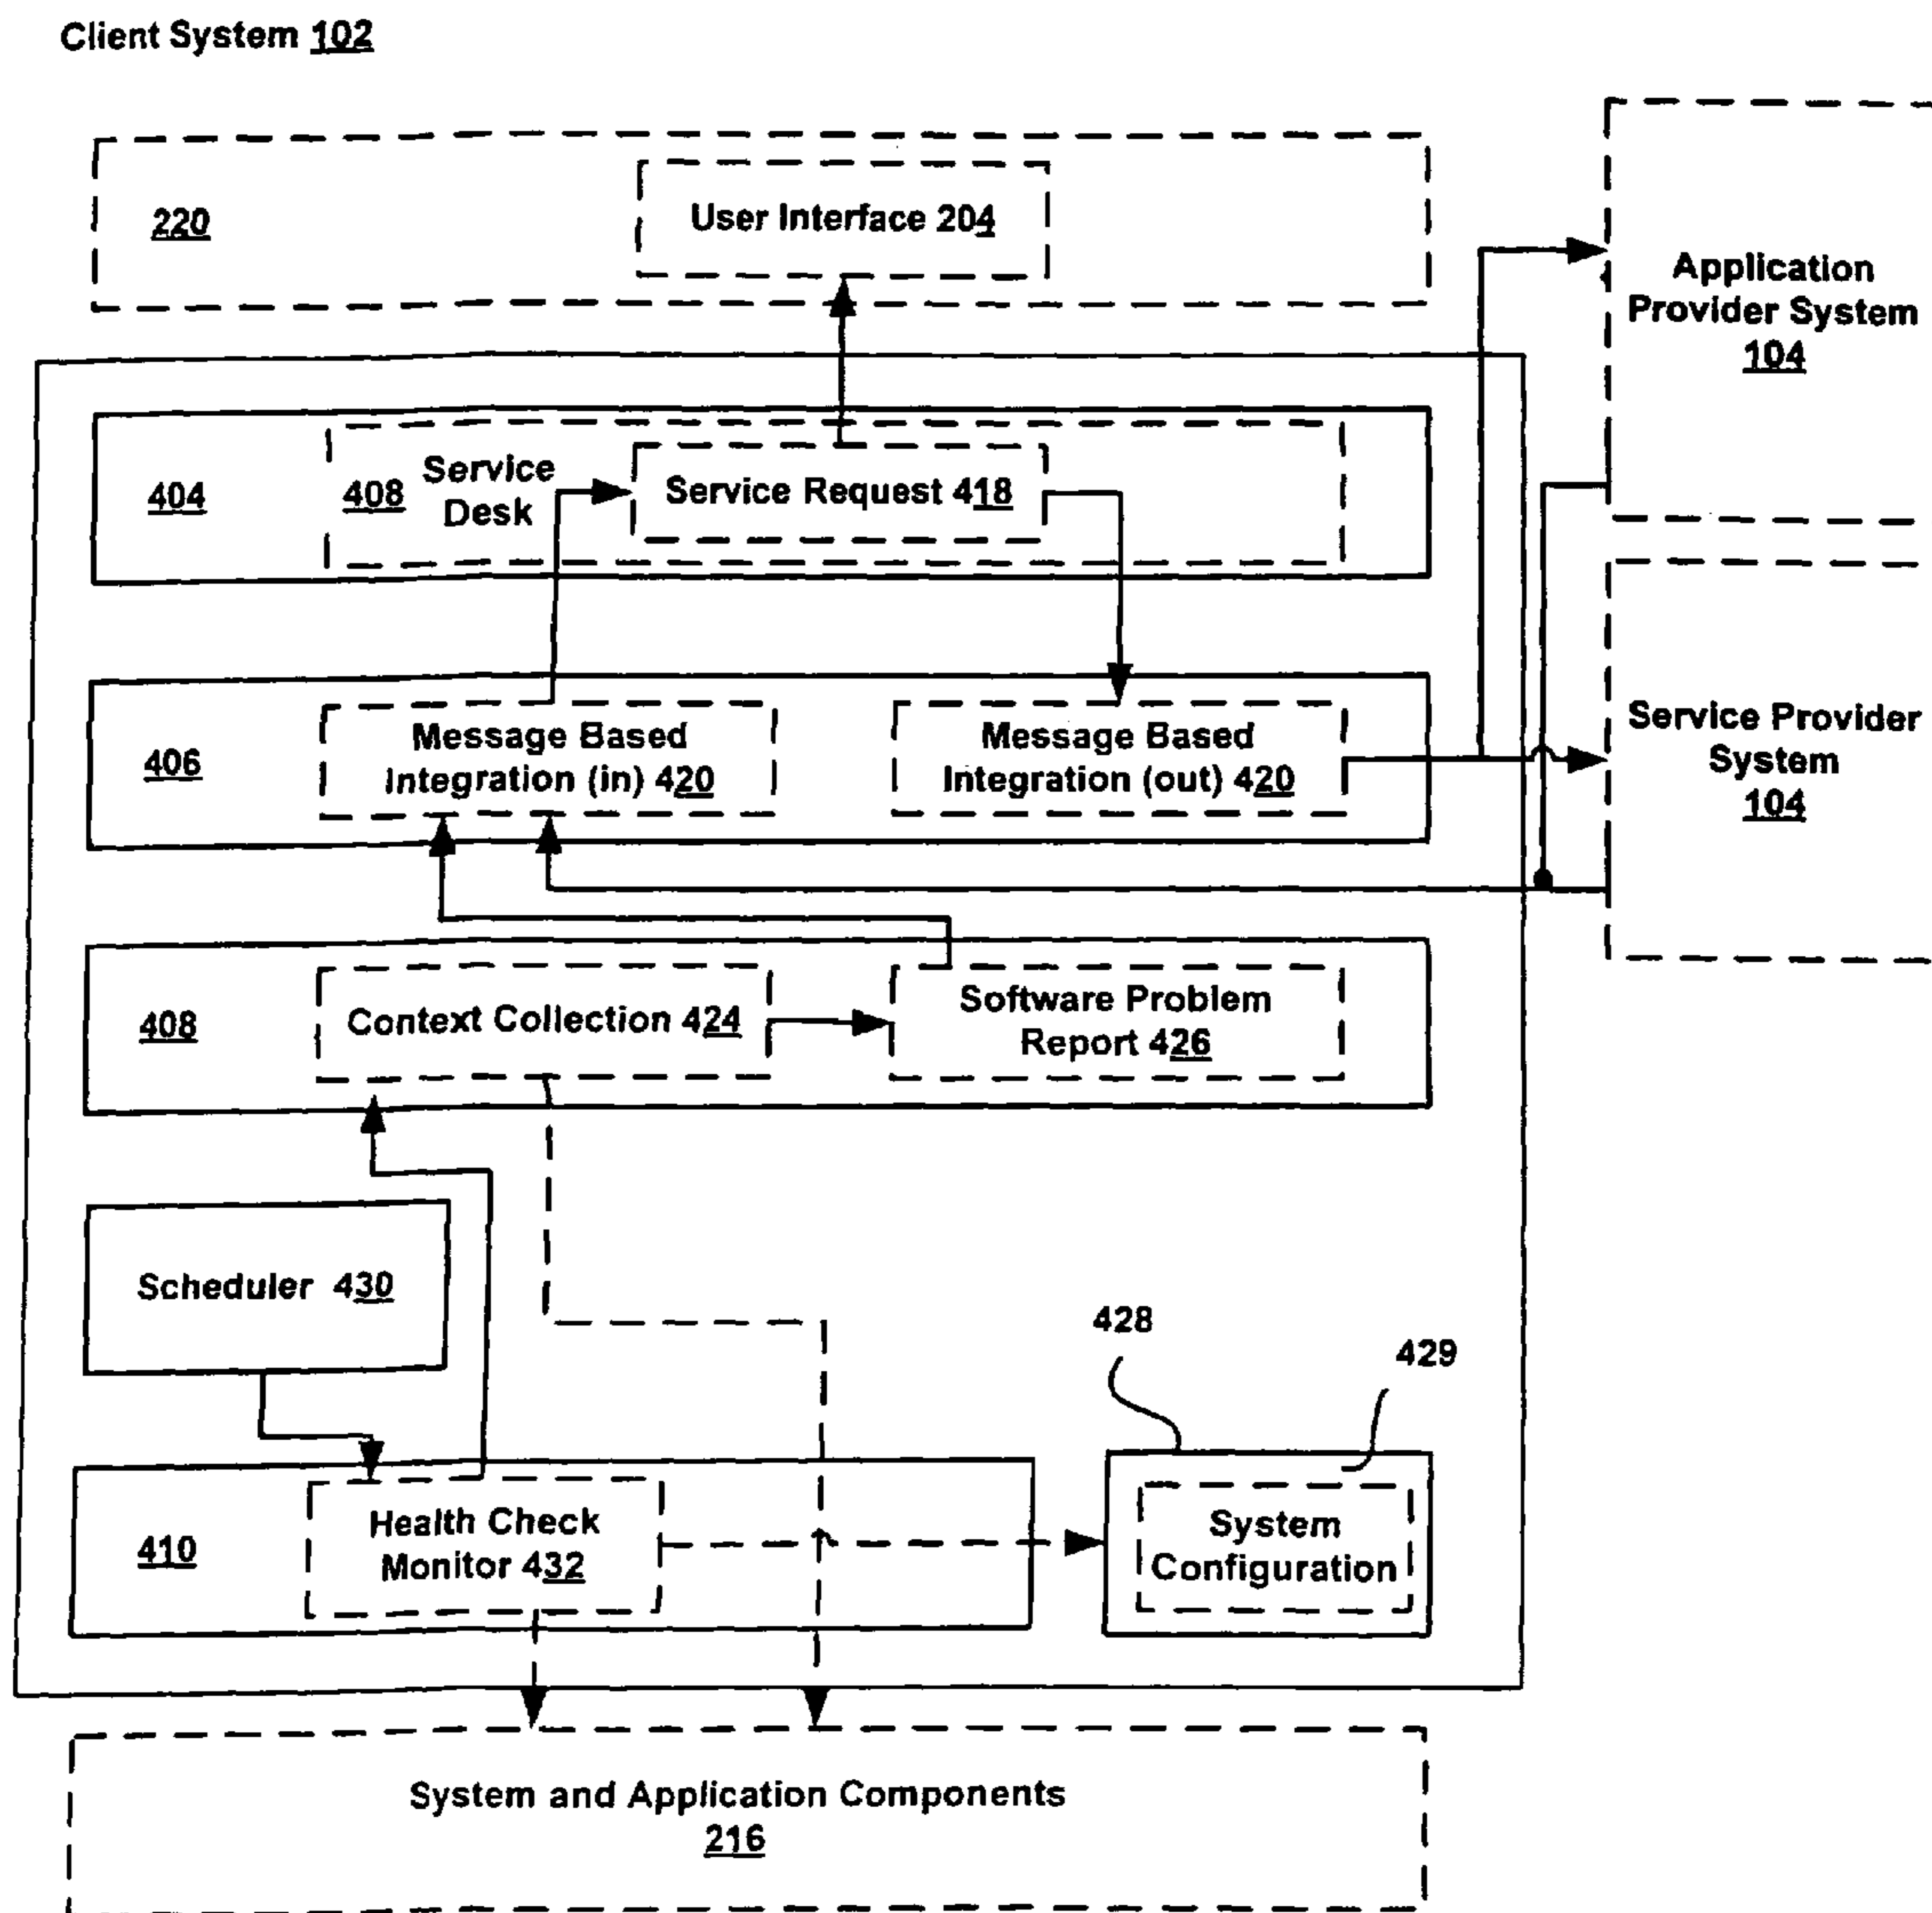 Client System 102
220
User Interface 204
Application
Provider System
104
404
408
Service
Desk
Service Request 418
406
Message Based
Integration (in) 420
Message Based
Integration (out) 420
Service Provider
System
104
408
Context Collection 424
Software Problem
Report 426
Scheduler 430
428
429
410
Health Check
Monitor 432
System
Configuration
System and Application Components
216